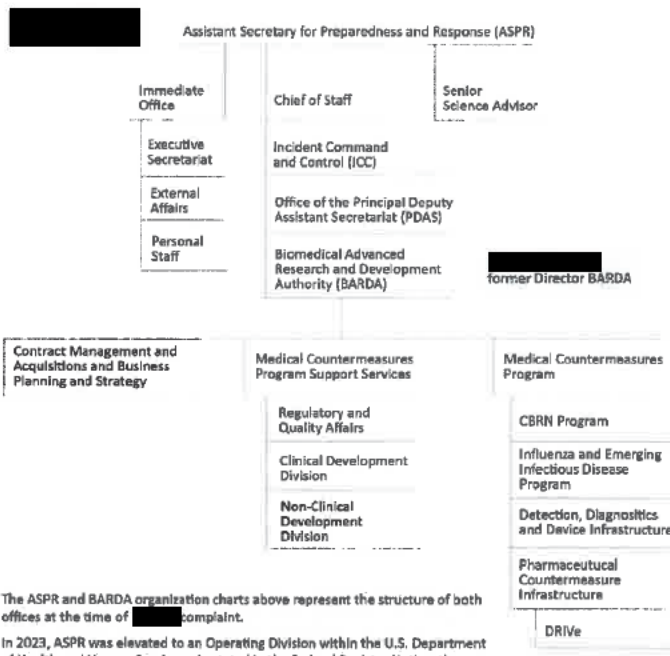 Assistant Secretary for Preparedness and Response (ASPR)
Immediate
Office
Chief of Staff
Senior
Science Advisor
Executive
Secretariat
Incident Command
and Control (ICC)
External
Affairs
Office of the Principal Deputy
Assistant Secretariat (PDAS)
Personal
Staff
Biomedical Advanced
Research and Development
Authority (BARDA)
former Director BARDA
Contract Management and
Acquisitions and Business
Planning and Strategy
Medical Countermeasures
Program Support Services
Medical Countermeasures
Program
Regulatory and
Quality Affairs
CBRN Program
Clinical Development
Division
Influenza and Emerging
Infectious Disease
Program
Non-Clinical
Development
Division
Detection, Diagnositics
and Device Infrastructure
Pharmaceutucal
Countermeasure
Infrastructure
DRIVe
The ASPR and BARDA organization charts above represent the structure of both
offices at the time of complaint.
In 2023, ASPR was elevated to an Operating Division within the U.S. Department